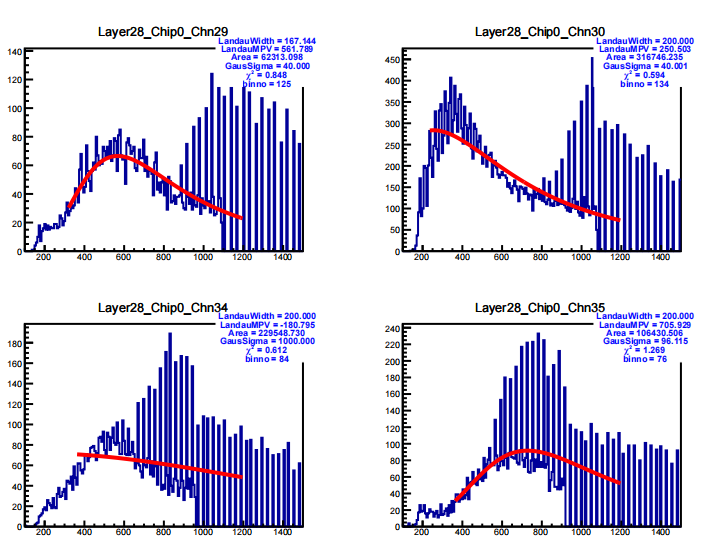 Layer28_Chip0_Chn29
LandauWidth = 167.144
LandauMPV = 561.789
Area = 62313.098
GausSigma = 40.000
χ² = 0.848
binno = 125
140
120
100
80
60
40
20
0
200 400 600 800 1000 1200 1400
Layer28_Chip0_Chn30
LandauWidth = 200.000
LandauMPV = 250.503
Area = 316746.235
GausSigma = 40.001
χ² = 0.594
binno = 134
450
400
350
300
250
200
150
100
50
0
200 400 600 800 1000 1200 1400
Layer28_Chip0_Chn34
LandauWidth = 200.000
LandauMPV = -180.795
Area = 229548.730
GausSigma = 1000.000
χ² = 0.612
binno = 84
180
160
140
120
100
80
60
40
20
0
200 400 600 800 1000 1200 1400
Layer28_Chip0_Chn35
LandauWidth = 200.000
LandauMPV = 705.929
Area = 106430.506
GausSigma = 96.115
χ² = 1.269
binno = 76
240
220
200
180
160
140
120
100
80
60
40
20
0
200 400 600 800 1000 1200 1400